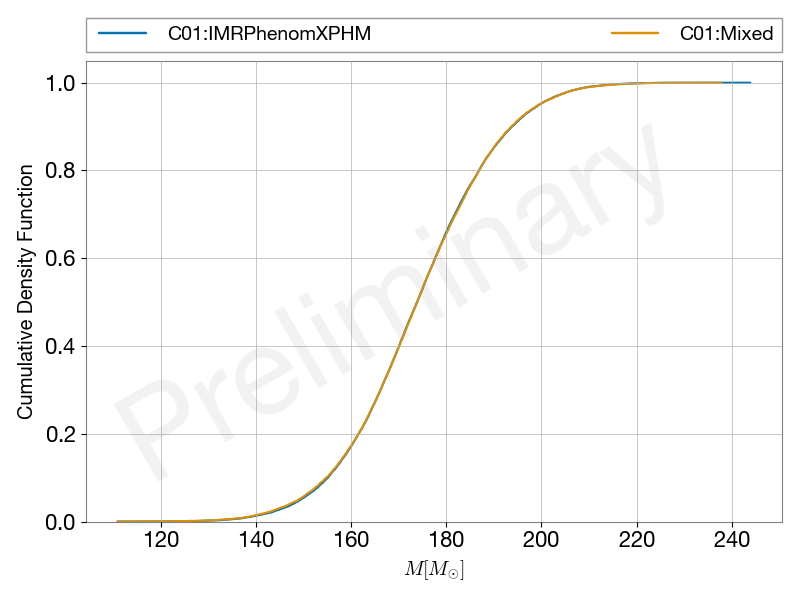 C01:IMRPhenomXPHM
C01:Mixed
1.0
0.8
0.6
0.4
0.2
0.0
Cumulative Density Function
Preliminary
120
140
160
180
200
220
240
M[M⊙]